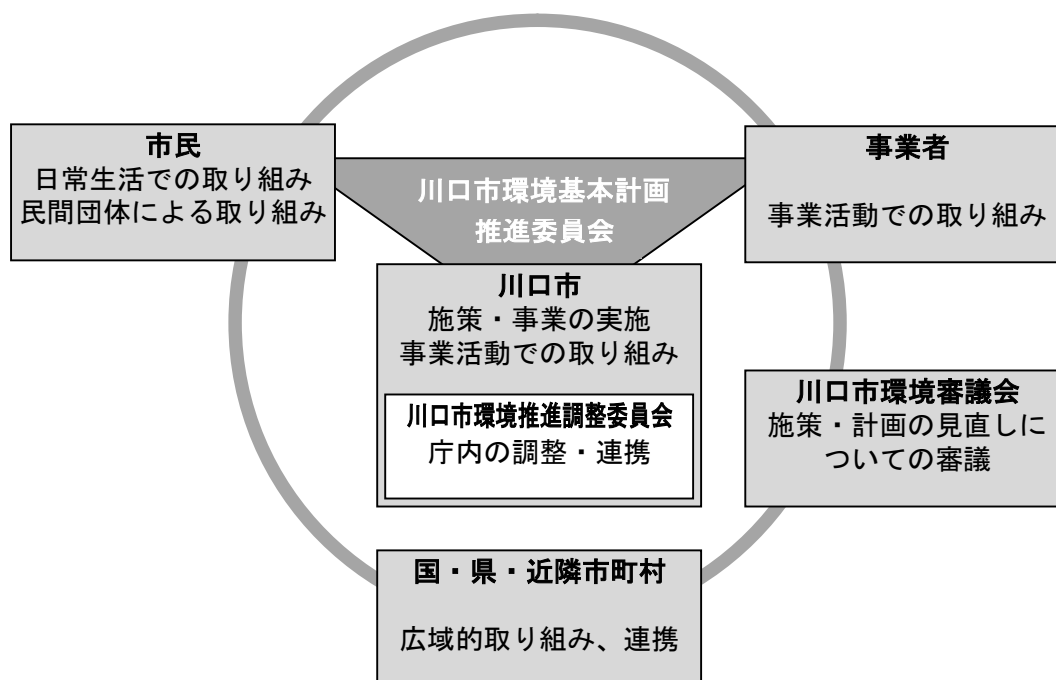 市民
日常生活での取り組み
民間団体による取り組み
川口市環境基本計画
推進委員会
事業者
事業活動での取り組み
川口市
施策・事業の実施
事業活動での取り組み
川口市環境推進調整委員会
庁内の調整・連携
川口市環境審議会
施策・計画の見直しに
ついての審議
国・県・近隣市町村
広域的取り組み、連携